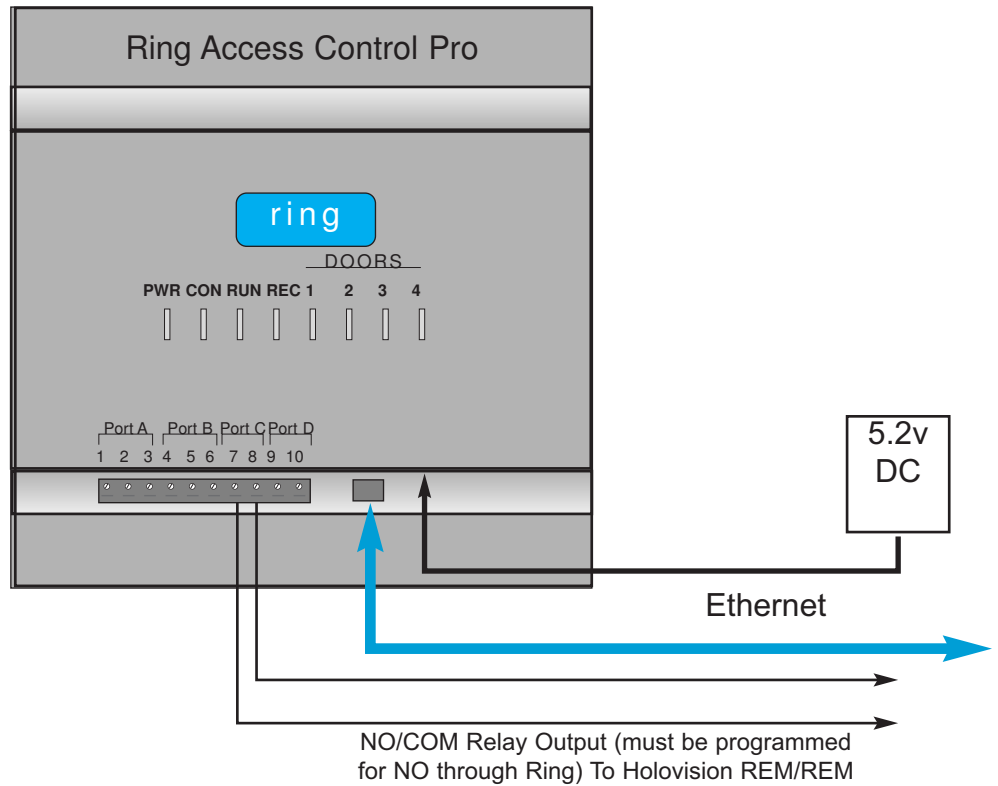 Ring Access Control Pro
ring
DOORS
PWR CON RUN REC 1 2 3 4
Port A Port B Port C Port D
1 2 3 4 5 6 7 8 9 10
5.2v
DC
Ethernet
NO/COM Relay Output (must be programmed
for NO through Ring) To Holovision REM/REM